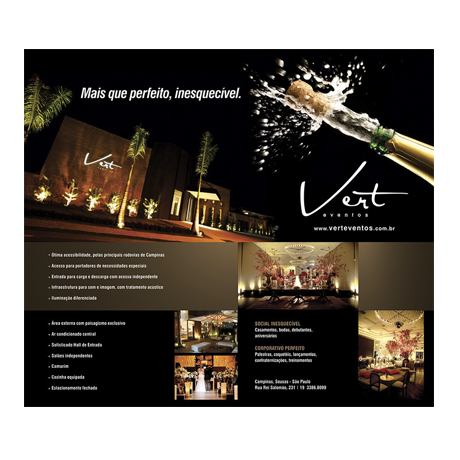 Mais que perfeito, inesquecível.
Vert
Vert
eventos
www.verteventos.com.br
• Ótima acessibilidade, pelas principais rodovias de Campinas
• Acesso para portadores de necessidades especiais
• Entrada para carga e descarga com acesso independente
• Infraestrutura para som e imagem, com tratamento acústico
• Iluminação diferenciada
• Área externa com paisagismo exclusivo
• Ar condicionado central
• Sofisticado Hall de Entrada
• Salões independentes
• Camarim
• Cozinha equipada
• Estacionamento fechado
SOCIAL INESQUECÍVEL
Casamentos, bodas, debutantes,
aniversários
CORPORATIVO PERFEITO
Palestras, coquetéis, lançamentos,
confraternizações, treinamentos
Campinas, Sousas - São Paulo
Rua Rei Salomão, 231 | 19 3386.6099